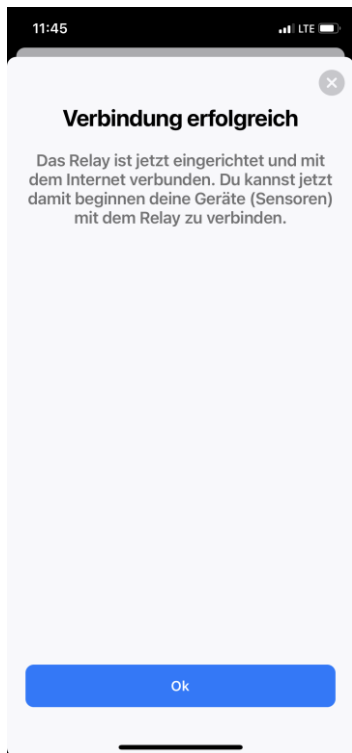 11:45
LTE
Verbindung erfolgreich
Das Relay ist jetzt eingerichtet und mit
dem Internet verbunden. Du kannst jetzt
damit beginnen deine Geräte (Sensoren)
mit dem Relay zu verbinden.
Ok